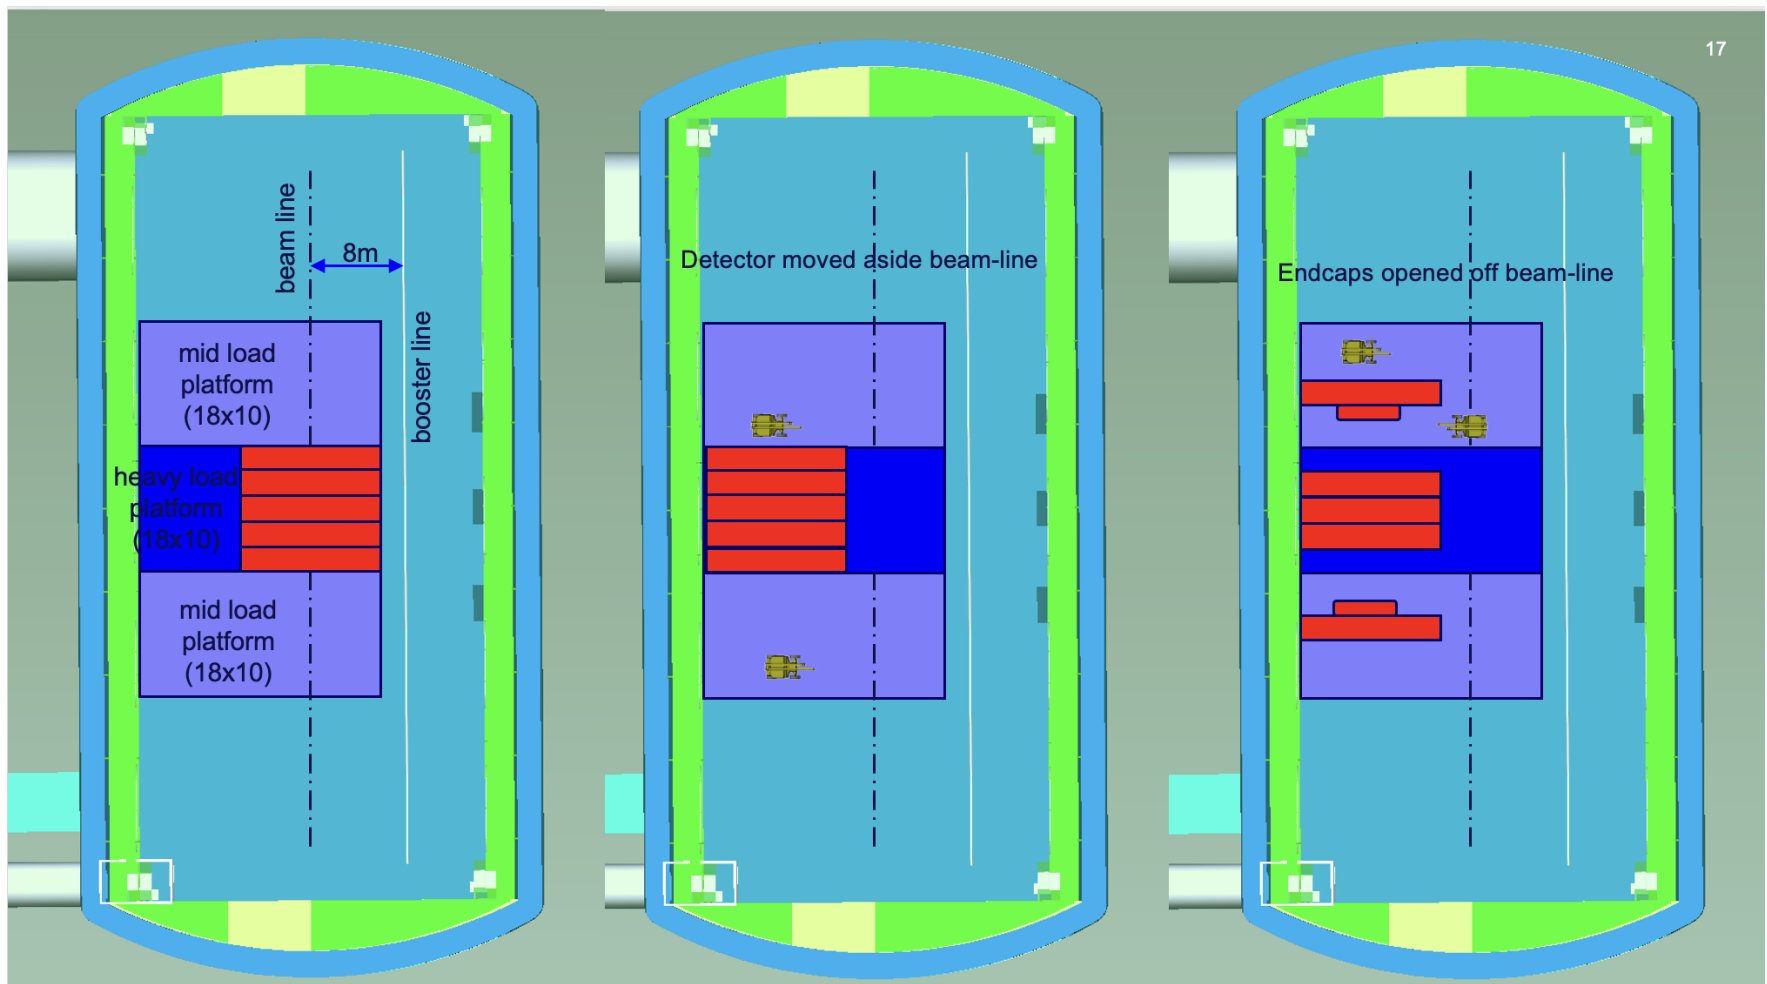 17
beam line
8m
booster line
mid load
platform
(18x10)
heavy load
platform
(18x10)
mid load
platform
(18x10)
Detector moved aside beam-line
Endcaps opened off beam-line